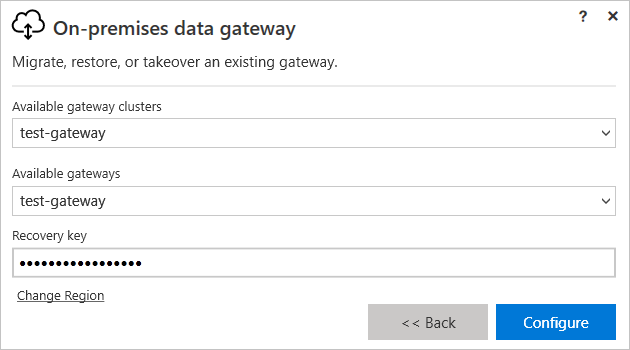 On-premises data gateway
? ×
Migrate, restore, or takeover an existing gateway.
Available gateway clusters
test-gateway
Available gateways
test-gateway
Recovery key
•••••••••••••••••
Change Region
<< Back
Configure